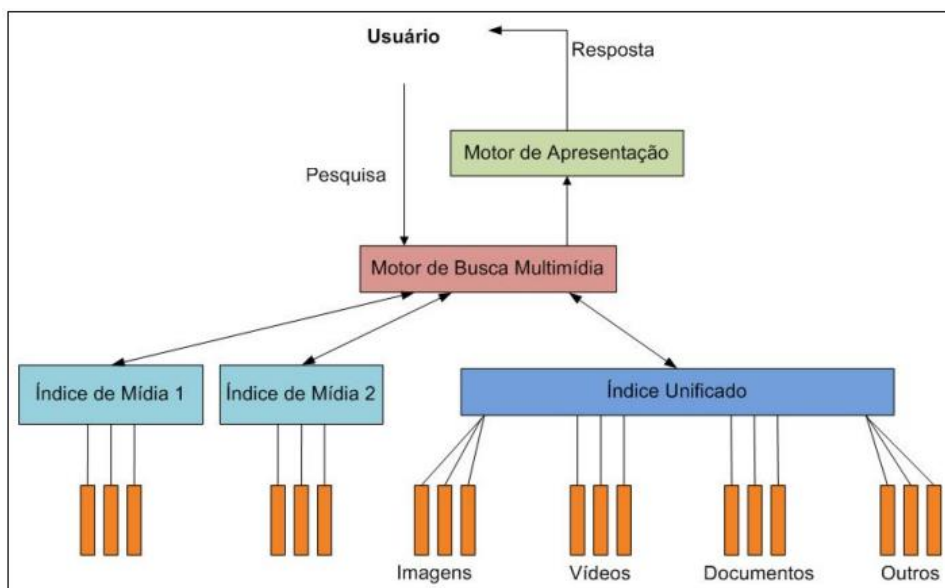 Usuário
Resposta
Motor de Apresentação
Pesquisa
Motor de Busca Multimídia
Índice de Mídia 1
Índice de Mídia 2
Índice Unificado
Imagens
Vídeos
Documentos
Outros